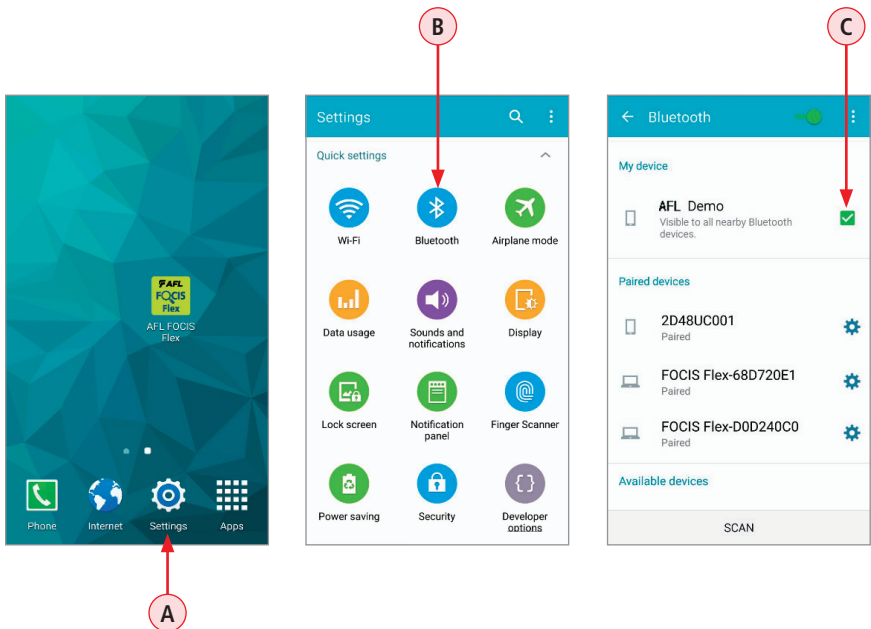 B
C
AFL
FOCIS
Flex
AFL FOCIS
Flex
Phone
Internet
Settings
Apps
A
Settings
Quick settings
Wi-Fi
Bluetooth
Airplane mode
Data usage
Sounds and
notifications
Display
Lock screen
Notification
panel
Finger Scanner
Power saving
Security
Developer
options
Bluetooth
My device
AFL Demo
Visible to all nearby Bluetooth
devices.
Paired devices
2D48UC001
Paired
FOCIS Flex-68D720E1
Paired
FOCIS Flex-D0D240C0
Paired
Available devices
SCAN